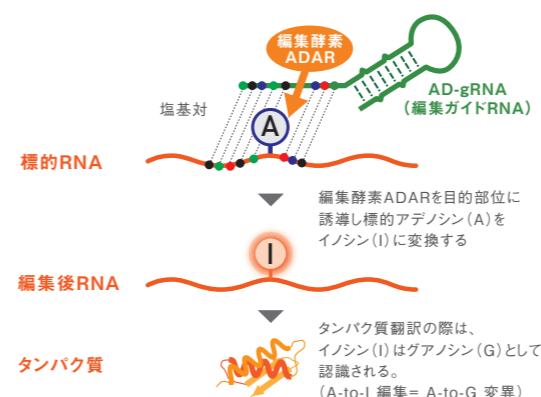 編集酵素
ADAR
AD-gRNA
（編集ガイドRNA）
塩基対
A
標的RNA
編集酵素ADARを目的部位に
誘導し標的アデノシン（A）を
イノシン（I）に変換する
I
編集後RNA
タンパク質翻訳の際は、
イノシン（I）はグアノシン（G）として
認識される。
（A-to-I 編集= A-to-G 変異）
タンパク質